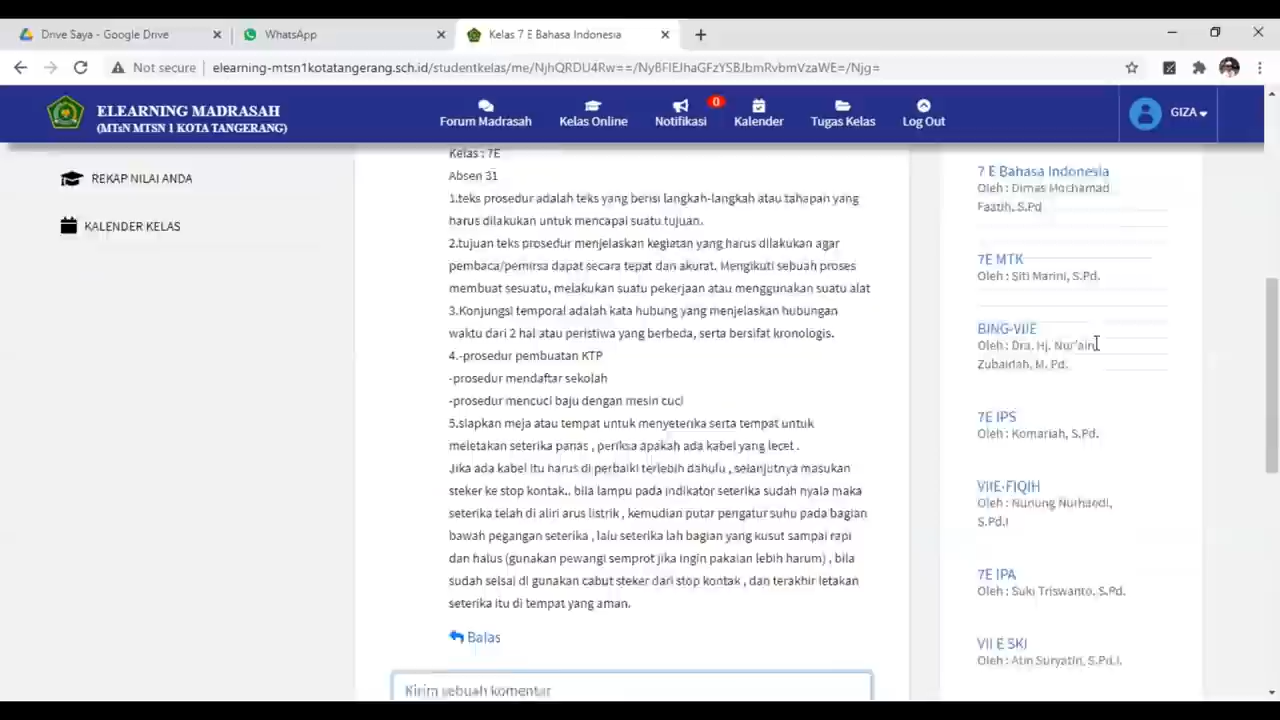 Drive Saya - Google Drive
WhatsApp
Kelas 7 E Bahasa Indonesia
Not secure
elearning-mtsn1kotatangerang.sch.id/studentkelas/me/NjhQRDU4Rw==/NyBFIEJhaGFzYSBJbmRvbmVzaWE=/Njg=
ELEARNING MADRASAH
(MTsN MTSN 1 KOTA TANGERANG)
Forum Madrasah
Kelas Online
0
Notifikasi
Kalender
Tugas Kelas
Log Out
GIZA
REKAP NILAI ANDA
KALENDER KELAS
Kelas : 7E
Absen 31
1.teks prosedur adalah teks yang berisi langkah-langkah atau tahapan yang
harus dilakukan untuk mencapai suatu tujuan.
2.tujuan teks prosedur menjelaskan kegiatan yang harus dilakukan agar
pembaca/pemirsa dapat secara tepat dan akurat. Mengikuti sebuah proses
membuat sesuatu, melakukan suatu pekerjaan atau menggunakan suatu alat
3.Konjungsi temporal adalah kata hubung yang menjelaskan hubungan
waktu dari 2 hal atau peristiwa yang berbeda, serta bersifat kronologis.
4.-prosedur pembuatan KTP
-prosedur mendaftar sekolah
-prosedur mencuci baju dengan mesin cuci
5.siapkan meja atau tempat untuk menyeterika serta tempat untuk
meletakan seterika panas , periksa apakah ada kabel yang lecet .
Jika ada kabel itu harus di perbaiki terlebih dahulu , selanjutnya masukan
steker ke stop kontak.. bila lampu pada indikator seterika sudah nyala maka
seterika telah di aliri arus listrik , kemudian putar pengatur suhu pada bagian
bawah pegangan seterika , lalu seterika lah bagian yang kusut sampai rapi
dan halus (gunakan pewangi semprot jika ingin pakaian lebih harum) , bila
sudah selsai di gunakan cabut steker dari stop kontak , dan terakhir letakan
seterika itu di tempat yang aman.
Balas
Kirim sebuah komentar
7 E Bahasa Indonesia
Oleh : Dimas Mochamad
Faatih, S.Pd
7E MTK
Oleh : Siti Marini, S.Pd.
BING-VIIE
Oleh : Dra. Hj. Nur'aini
Zubaidah, M. Pd.
7E IPS
Oleh : Komariah, S.Pd.
VIIE-FIQIH
Oleh : Nunung Nurhaedi,
S.Pd.I
7E IPA
Oleh : Suki Triswanto, S.Pd.
VII E SKI
Oleh : Atin Suryatin, S.Pd.I.